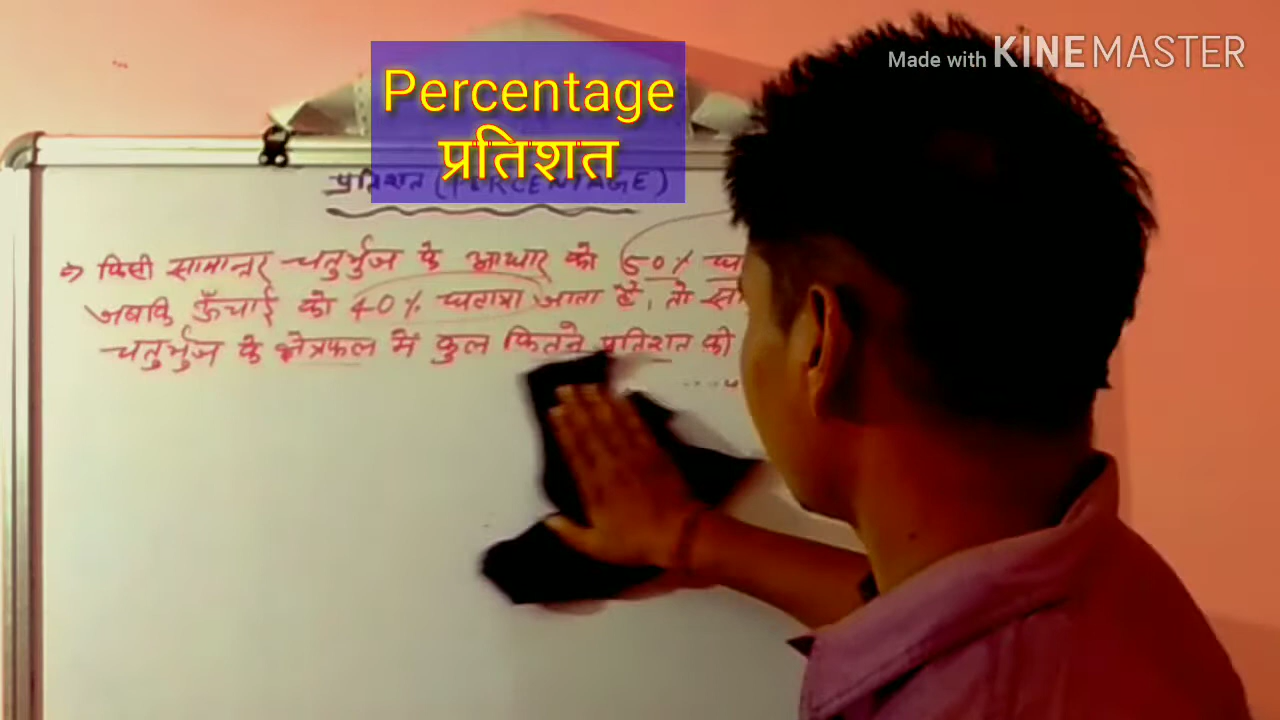 Made with KINEMASTER
Percentage
प्रतिशत
प्रतिशत (PERCENTAGE)
किसी सामान्तर चतुर्भुज के आधार को 50%
जबकि ऊँचाई को 40% घटाया जाता है, तो
चतुर्भुज के क्षेत्रफल में कुल कितने प्रतिशत की